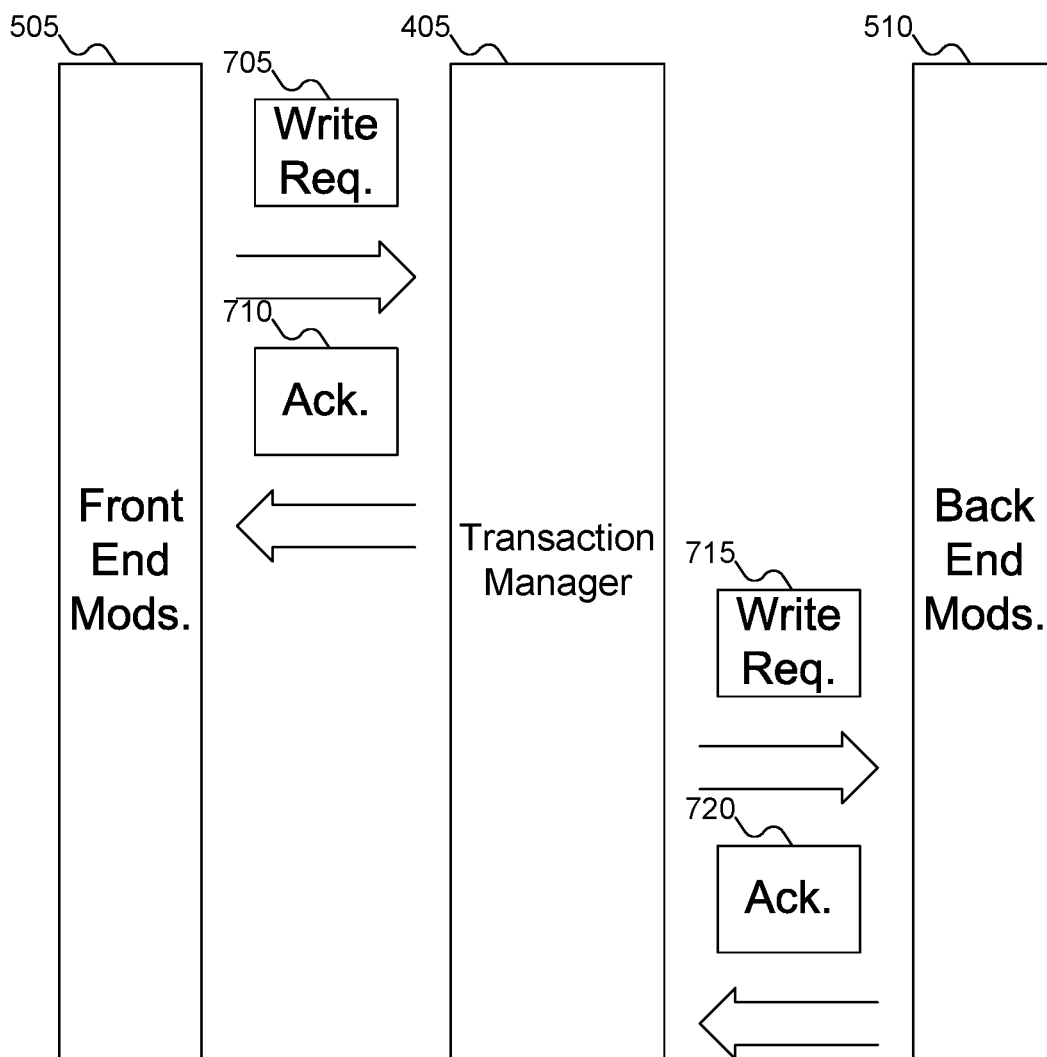 505
405
510
705
Write
Req.
710
Ack.
Front
End
Mods.
Transaction
Manager
Back
End
Mods.
715
Write
Req.
720
Ack.